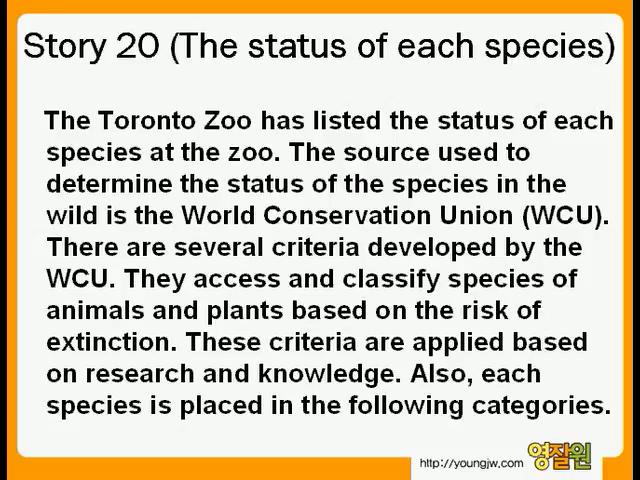 Story 20 (The status of each species)
The Toronto Zoo has listed the status of each
species at the zoo. The source used to
determine the status of the species in the
wild is the World Conservation Union (WCU).
There are several criteria developed by the
WCU. They access and classify species of
animals and plants based on the risk of
extinction. These criteria are applied based
on research and knowledge. Also, each
species is placed in the following categories.
http://youngjw.com 영잘원